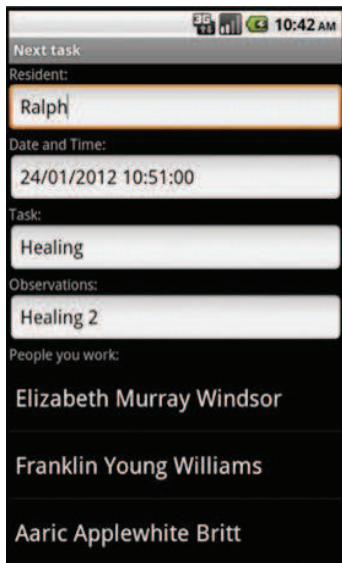 3G
10:42 AM
Next task
Resident:
Ralph
Date and Time:
24/01/2012 10:51:00
Task:
Healing
Observations:
Healing 2
People you work:
Elizabeth Murray Windsor
Franklin Young Williams
Aaric Applewhite Britt